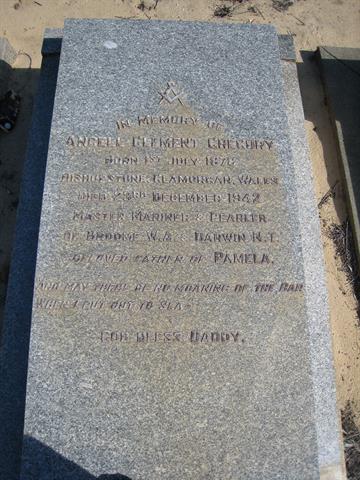 In Memory of
Ancell Clement Gregory
Born 1st July 1878
Bishopstone, Glamorgan, Wales
Died 23rd December 1942
Master Mariner & Pearler
of Broome W.A & Darwin N.T.
Beloved father of Pamela.
And may there be no moaning of the bar
When I put out to sea
God bless Daddy.